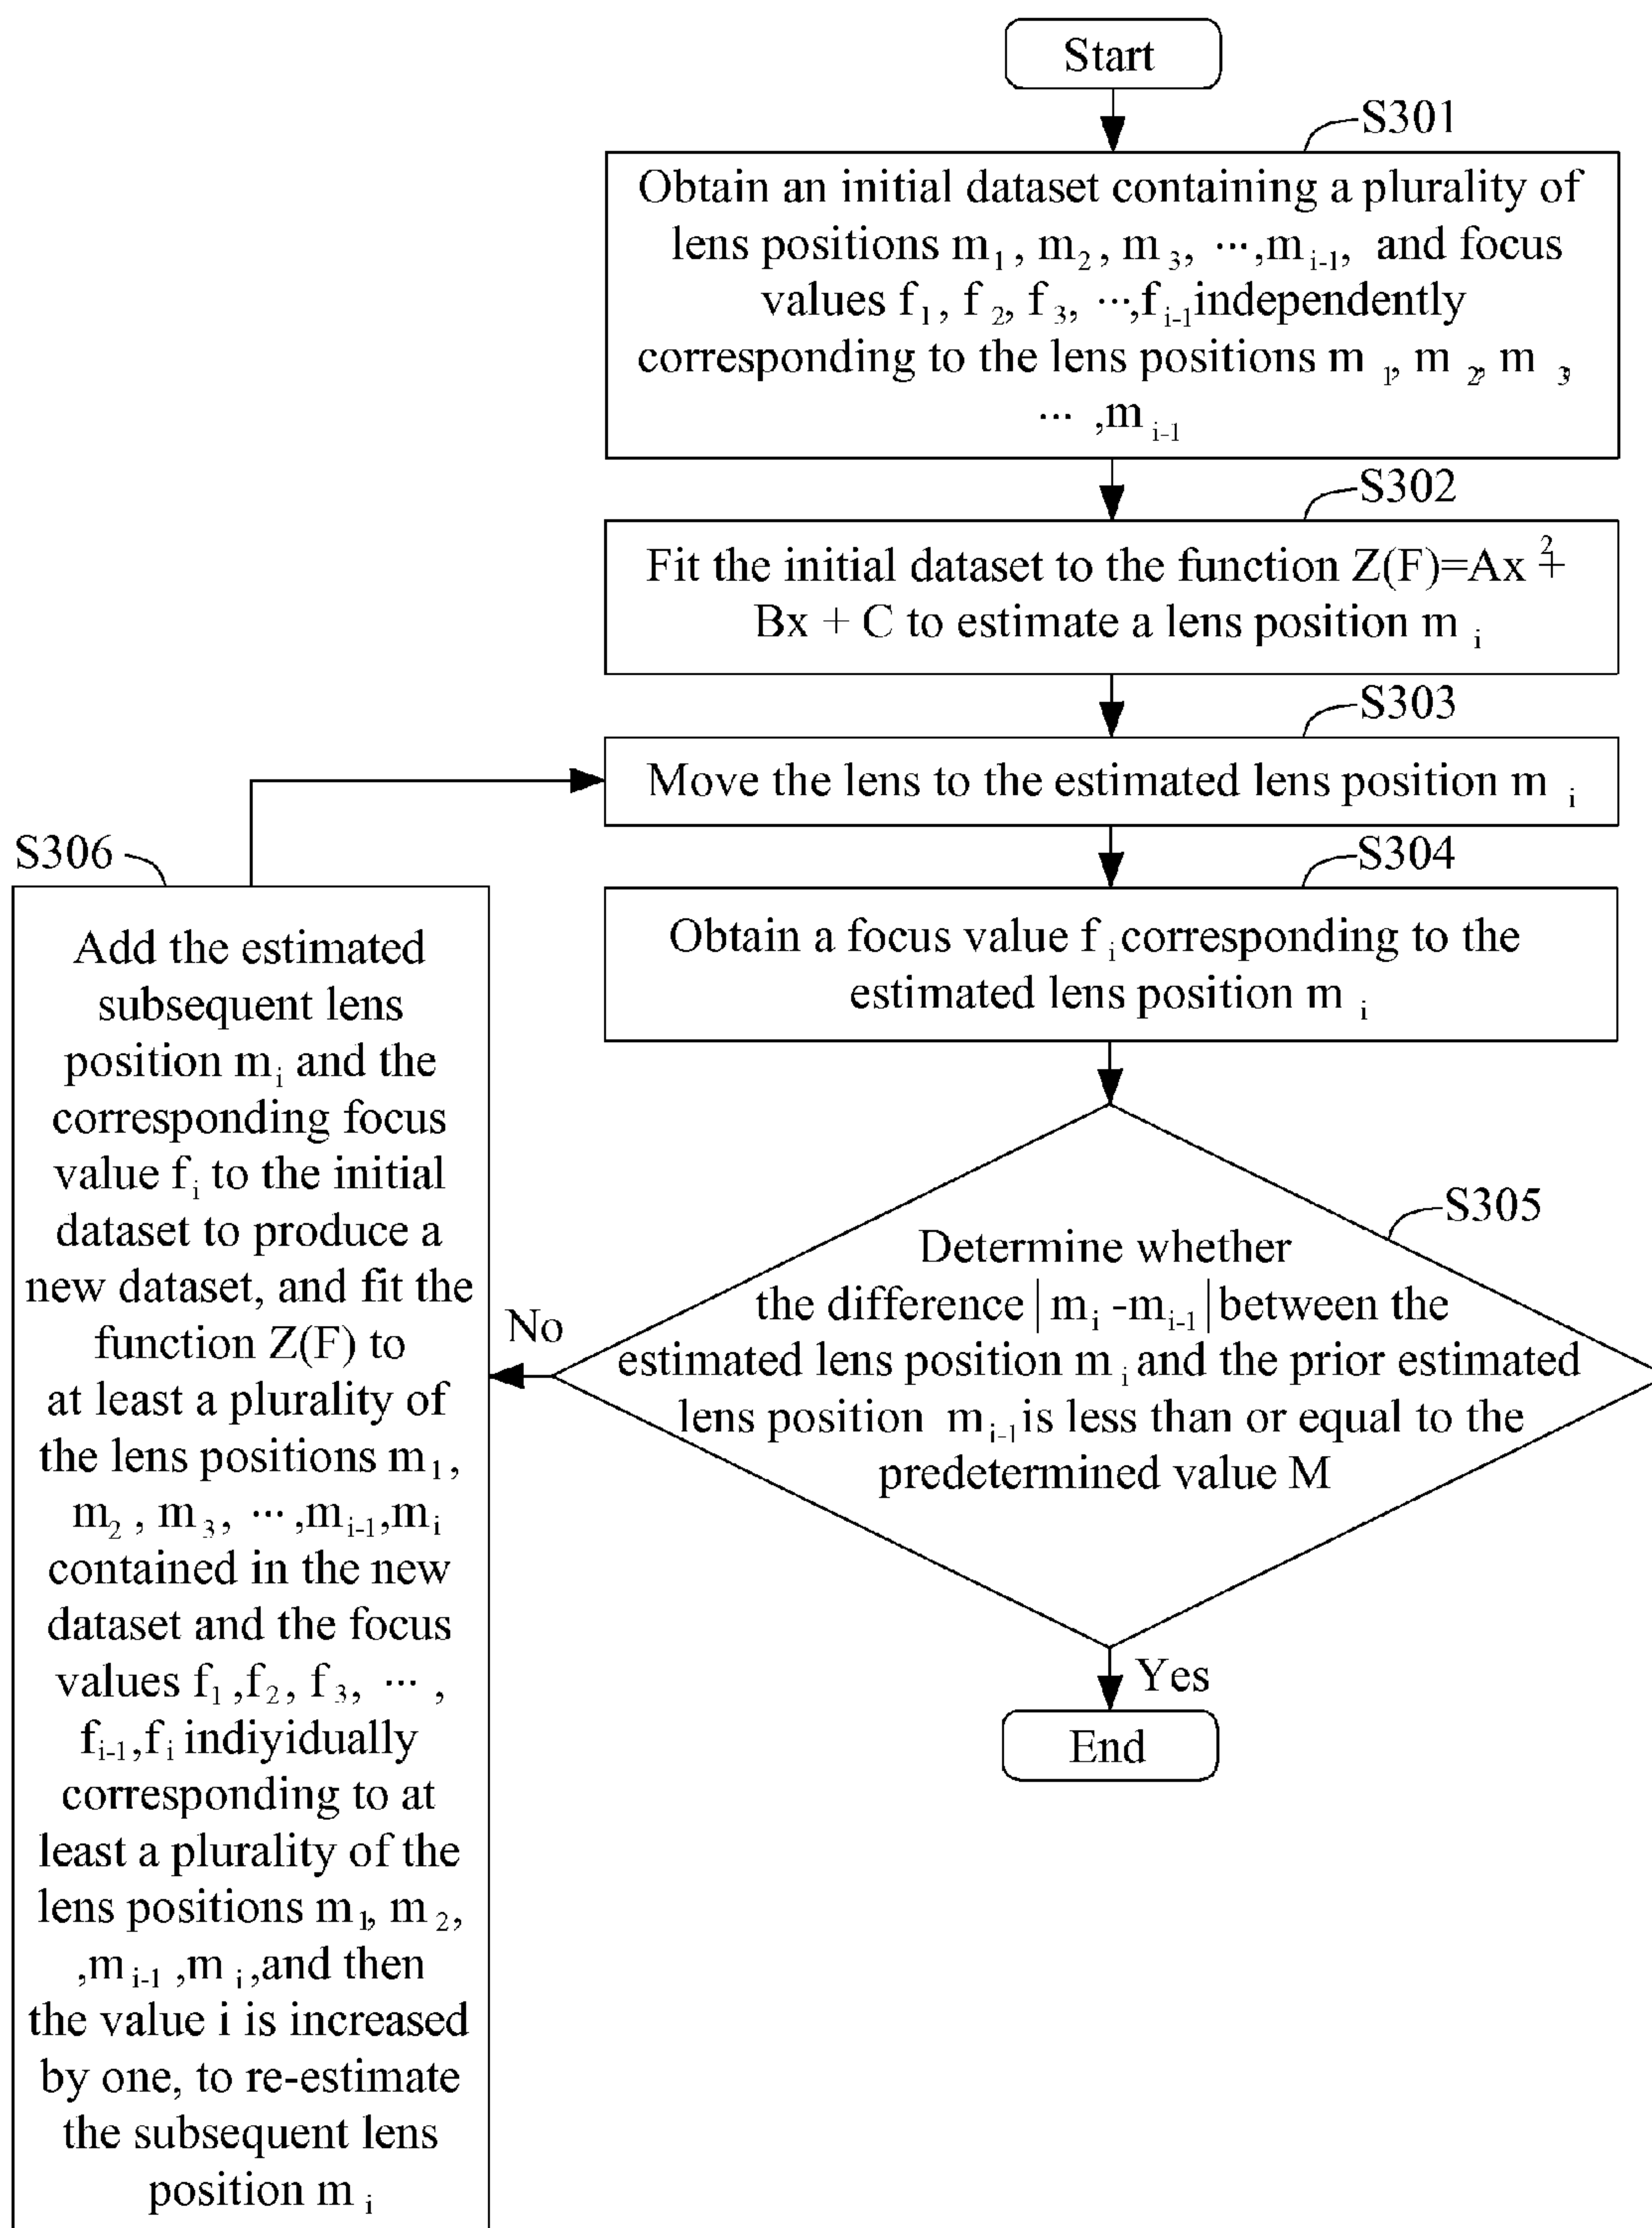 Start
S301
Obtain an initial dataset containing a plurality of
lens positions m₁, m₂, m₃, ···,mᵢ₋₁, and focus
values f₁, f₂, f₃, ···,fᵢ₋₁independently
corresponding to the lens positions m₁, m₂, m₃,
··· ,mᵢ₋₁
S302
Fit the initial dataset to the function Z(F)=Ax²+
Bx + C to estimate a lens position mᵢ
S303
Move the lens to the estimated lens position mᵢ
S304
Obtain a focus value fᵢ corresponding to the
estimated lens position mᵢ
S305
Determine whether
the difference |mᵢ -mᵢ₋₁| between the
estimated lens position mᵢ and the prior estimated
lens position mᵢ₋₁ is less than or equal to the
predetermined value M
No
Yes
End
S306
Add the estimated
subsequent lens
position mᵢ and the
corresponding focus
value fᵢ to the initial
dataset to produce a
new dataset, and fit the
function Z(F) to
at least a plurality of
the lens positions m₁,
m₂ , m₃, ···,mᵢ₋₁,mᵢ
contained in the new
dataset and the focus
values f₁ ,f₂, f₃, ··· ,
fᵢ₋₁,fᵢ indiyidually
corresponding to at
least a plurality of the
lens positions m₁, m₂,
,mᵢ₋₁ ,mᵢ,and then
the value i is increased
by one, to re-estimate
the subsequent lens
position mᵢ